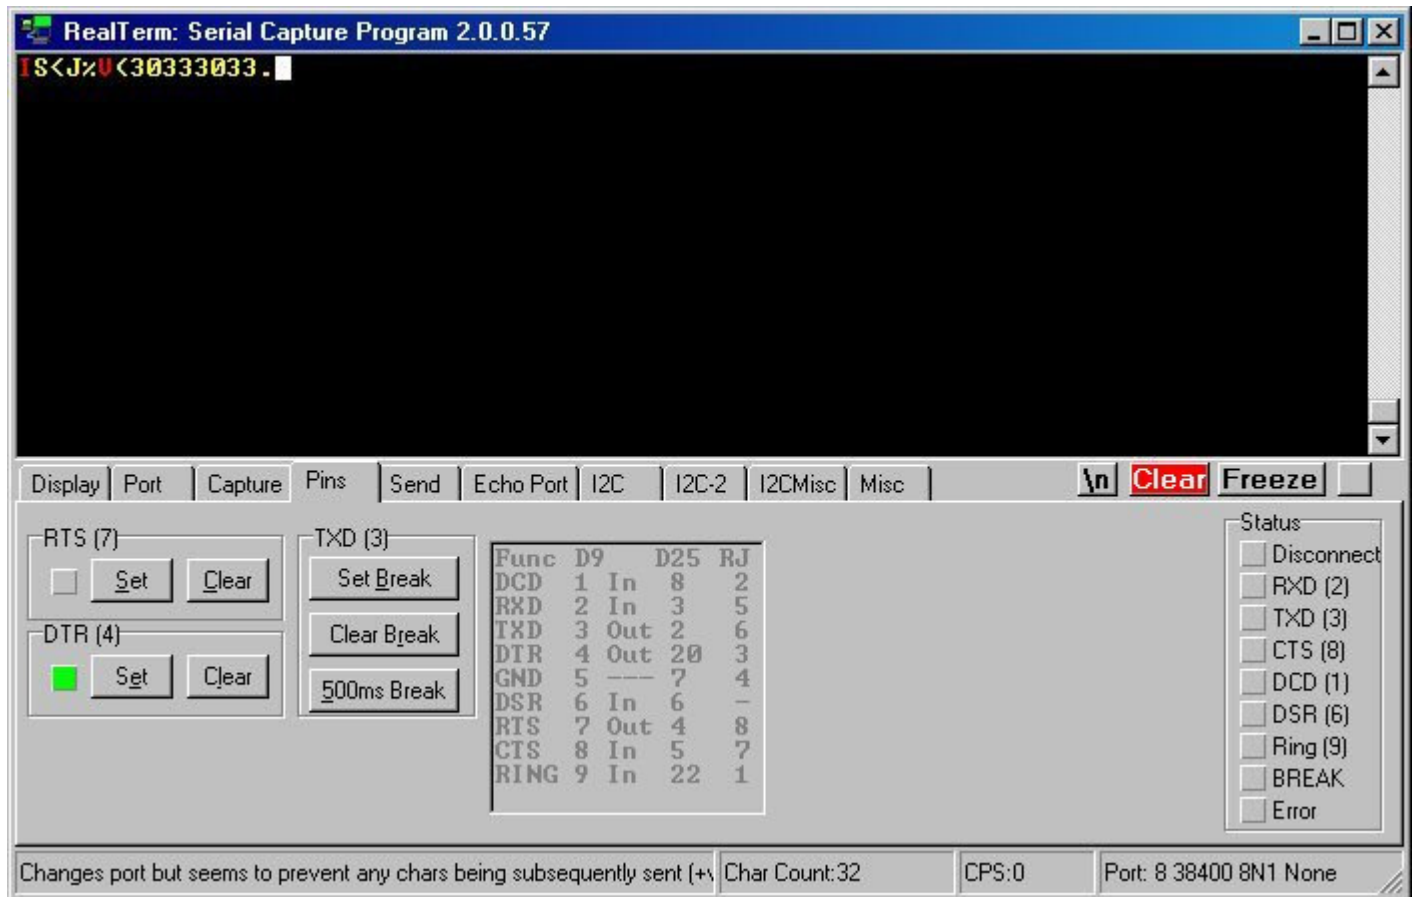 RealTerm: Serial Capture Program 2.0.0.57
IS<J%V<30333033.
Display Port Capture Pins Send Echo Port I2C I2C-2 I2CMisc Misc \n Clear Freeze
RTS (7)
Set Clear
DTR (4)
Set Clear
TXD (3)
Set Break
Clear Break
500ms Break
Func D9 D25 RJ
DCD 1 In 8 2
RXD 2 In 3 5
TXD 3 Out 2 6
DTR 4 Out 20 3
GND 5 --- 7 4
DSR 6 In 6 -
RTS 7 Out 4 8
CTS 8 In 5 7
RING 9 In 22 1
Status
Disconnect
RXD (2)
TXD (3)
CTS (8)
DCD (1)
DSR (6)
Ring (9)
BREAK
Error
Changes port but seems to prevent any chars being subsequently sent (+ Char Count:32 CPS:0 Port: 8 38400 8N1 None